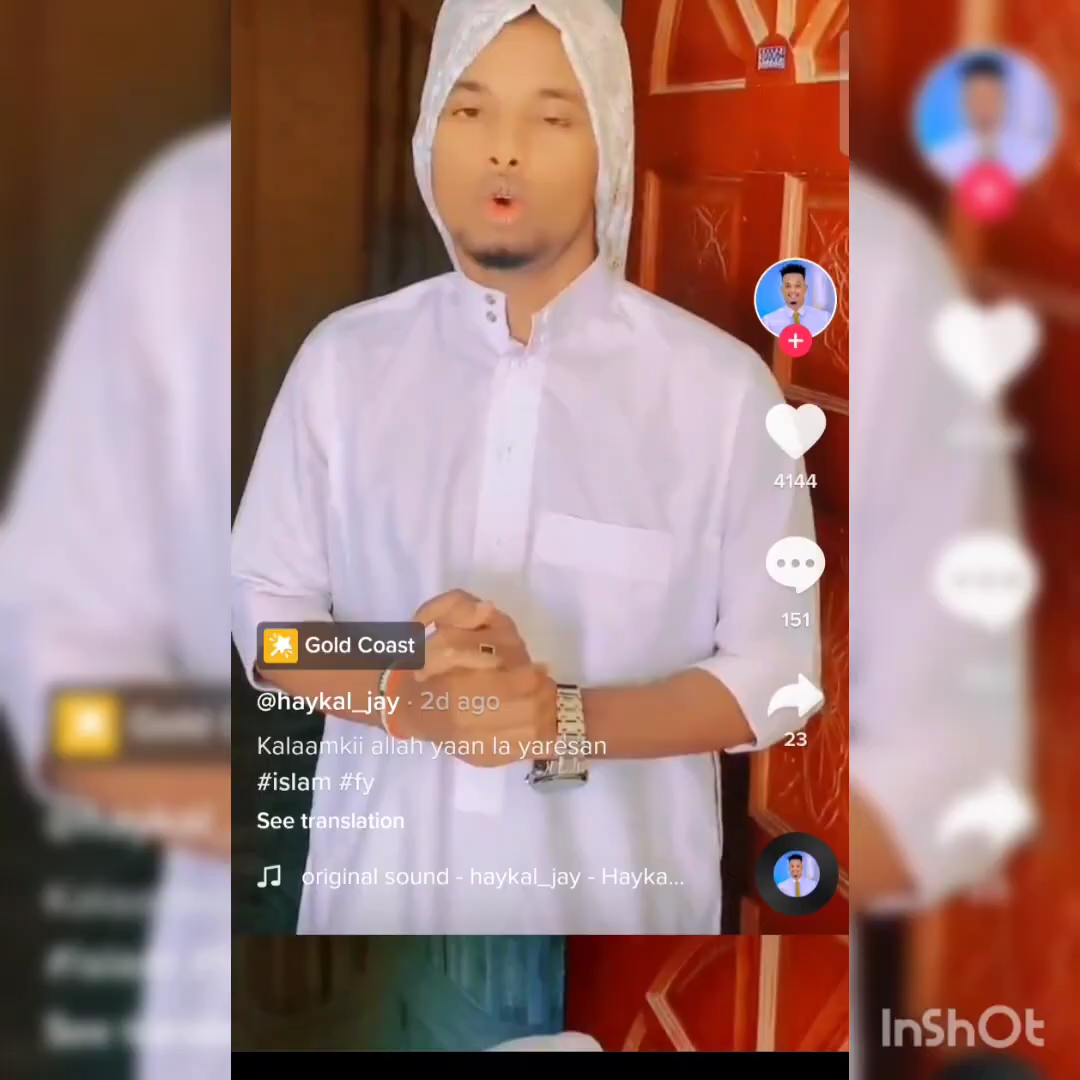 4144
151
Gold Coast
@haykal_jay · 2d ago
23
Kalaamkii allah yaan la yaresan
#islam #fy
See translation
original sound - haykal_jay - Hayka...
InShOt